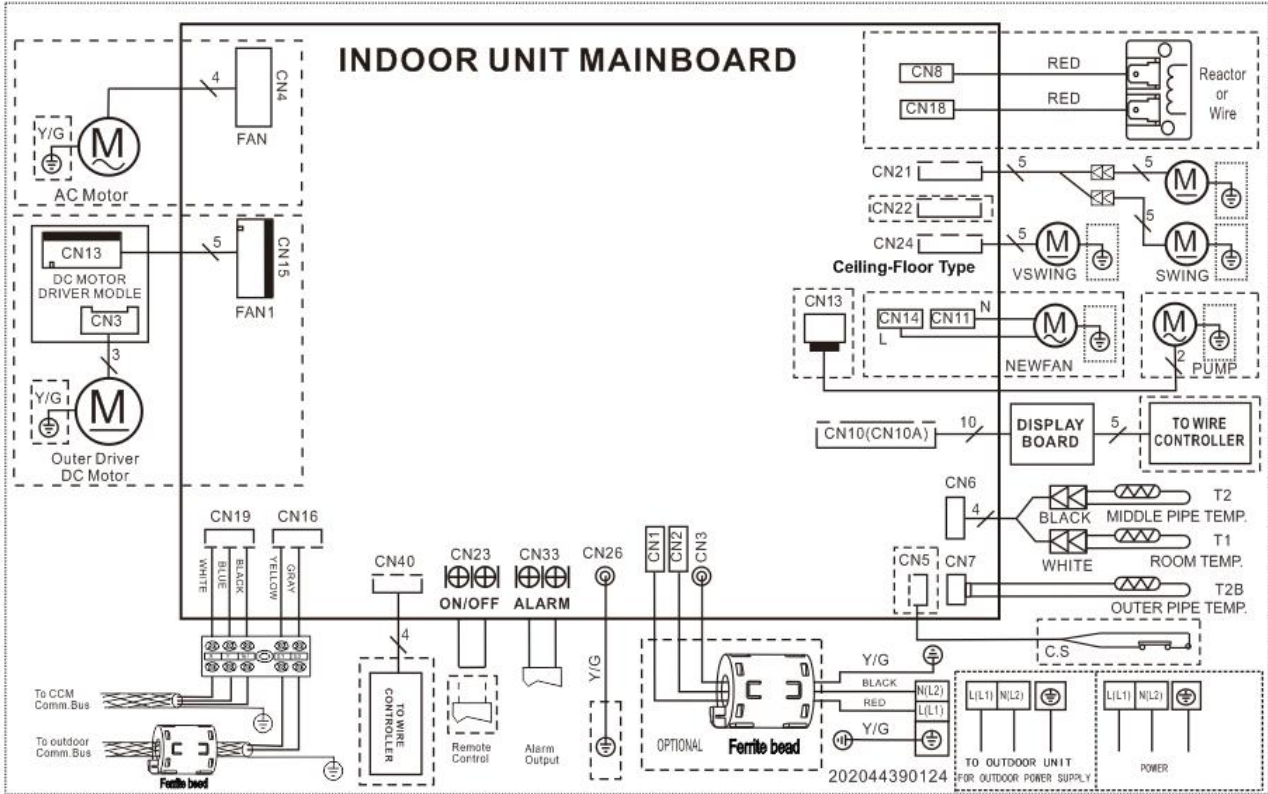 INDOOR UNIT MAINBOARD
4
CN4
FAN
Y/G
M
AC Motor
CN13
DC MOTOR
DRIVER MODLE
CN3
5
CN15
FAN1
3
Y/G
M
Outer Driver
DC Motor
CN8
RED
CN18
RED
Reactor
or
Wire
CN21
5
5
M
CN22
5
CN24
5
M
M
Ceiling-Floor Type
VSWING
SWING
CN13
CN14
CN11
N
L
M
NEWFAN
M
2
PUMP
CN10(CN10A)
10
DISPLAY
BOARD
5
TO WIRE
CONTROLLER
CN6
4
BLACK
T2
MIDDLE PIPE TEMP.
WHITE
T1
ROOM TEMP.
CN5
CN7
T2B
OUTER PIPE TEMP.
C.S
CN19
CN16
WHITE
BLUE
BLACK
YELLOW
GRAY
To CCM
Comm.Bus
To outdoor
Comm.Bus
Ferrite bead
CN40
4
TO WIRE
CONTROLLER
CN23
ON/OFF
Remote
Control
CN33
ALARM
Alarm
Output
CN26
Y/G
CN1
CN2
CN3
OPTIONAL
Ferrite bead
Y/G
BLACK
N(L2)
RED
L(L1)
Y/G
202044390124
L(L1)
N(L2)
TO OUTDOOR UNIT
FOR OUTDOOR POWER SUPPLY
L(L1)
N(L2)
POWER